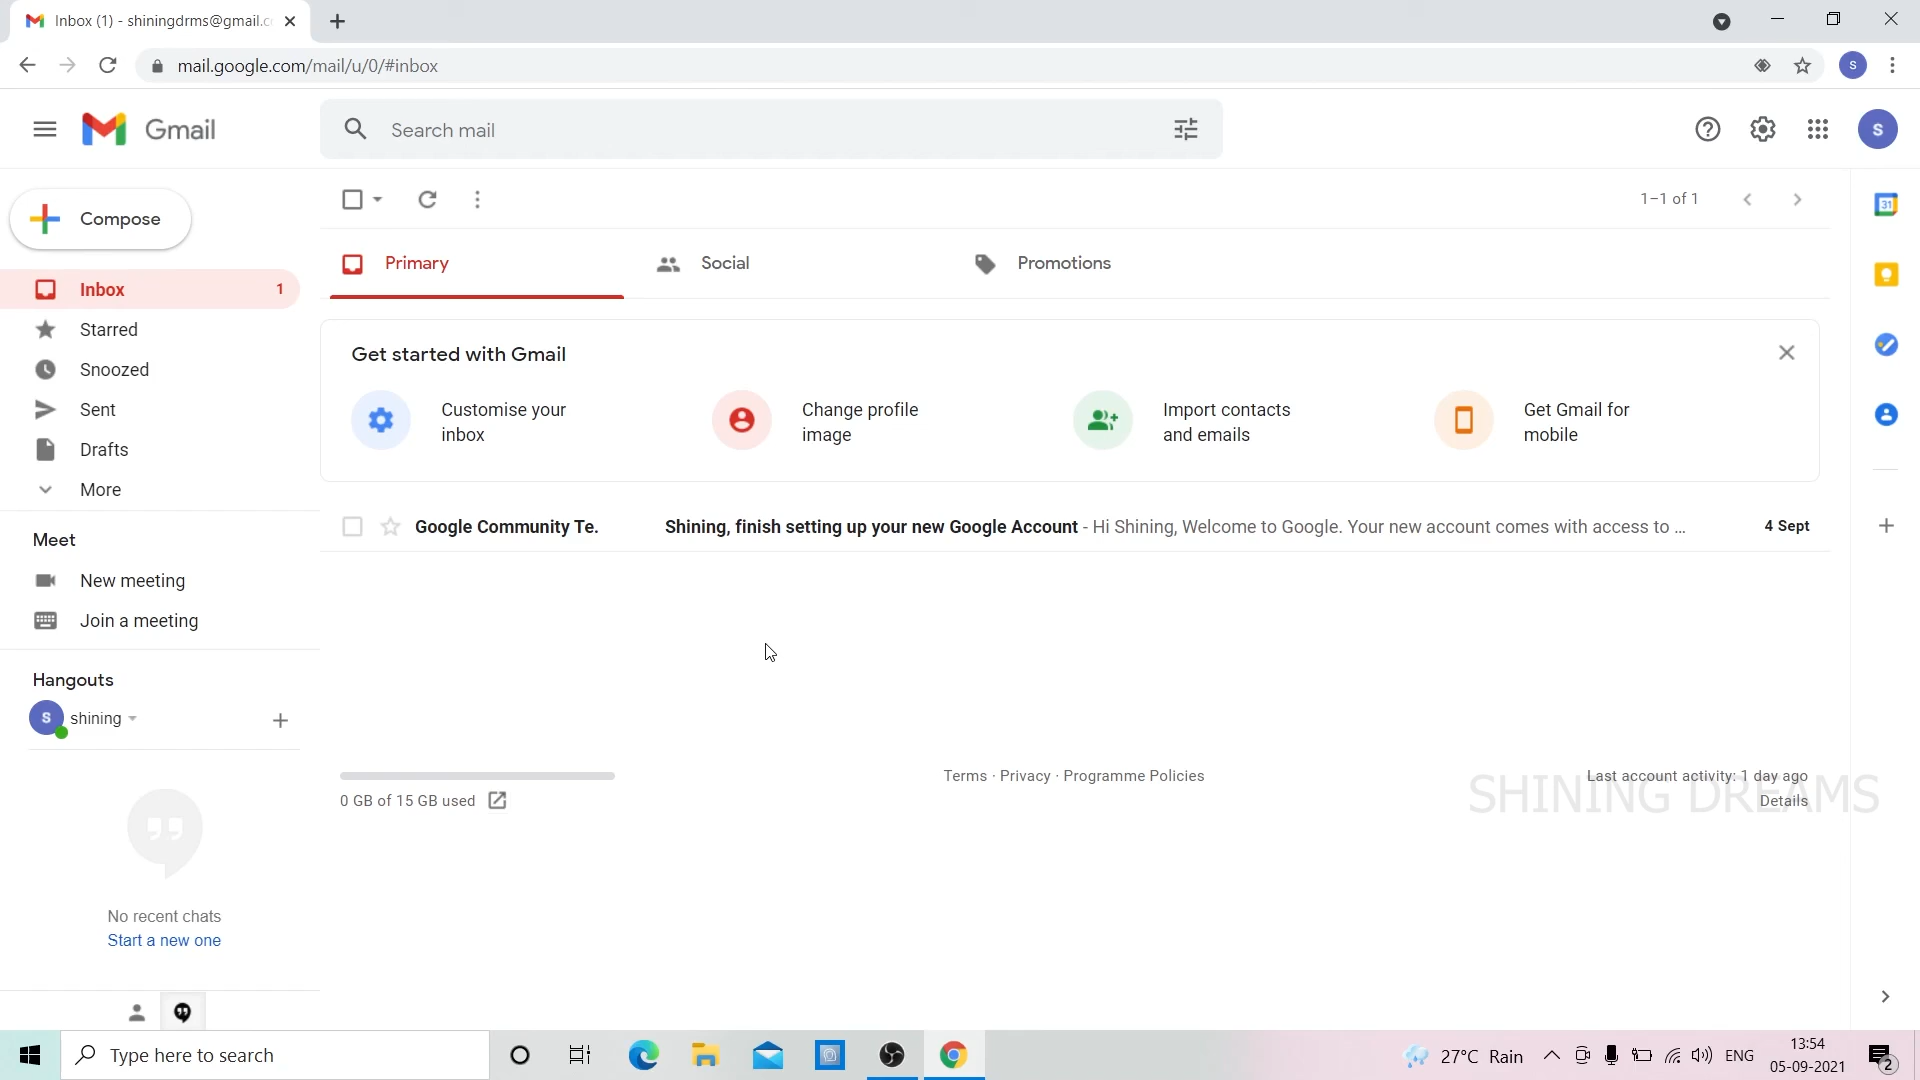 Inbox (1) - shiningdrms@gmail.c
mail.google.com/mail/u/0/#inbox
S
Gmail
Search mail
S
Compose
1–1 of 1
31
Primary
Social
Promotions
Inbox 1
Starred
Snoozed
Sent
Drafts
More
Get started with Gmail
Customise your
inbox
Change profile
image
Import contacts
and emails
Get Gmail for
mobile
Google Community Te. Shining, finish setting up your new Google Account - Hi Shining, Welcome to Google. Your new account comes with access to ... 4 Sept
Meet
New meeting
Join a meeting
Hangouts
S shining
No recent chats
Start a new one
0 GB of 15 GB used
Terms · Privacy · Programme Policies
Last account activity: 1 day ago
Details
SHINING DREAMS
Type here to search
27°C Rain
ENG
13:54
05-09-2021
2